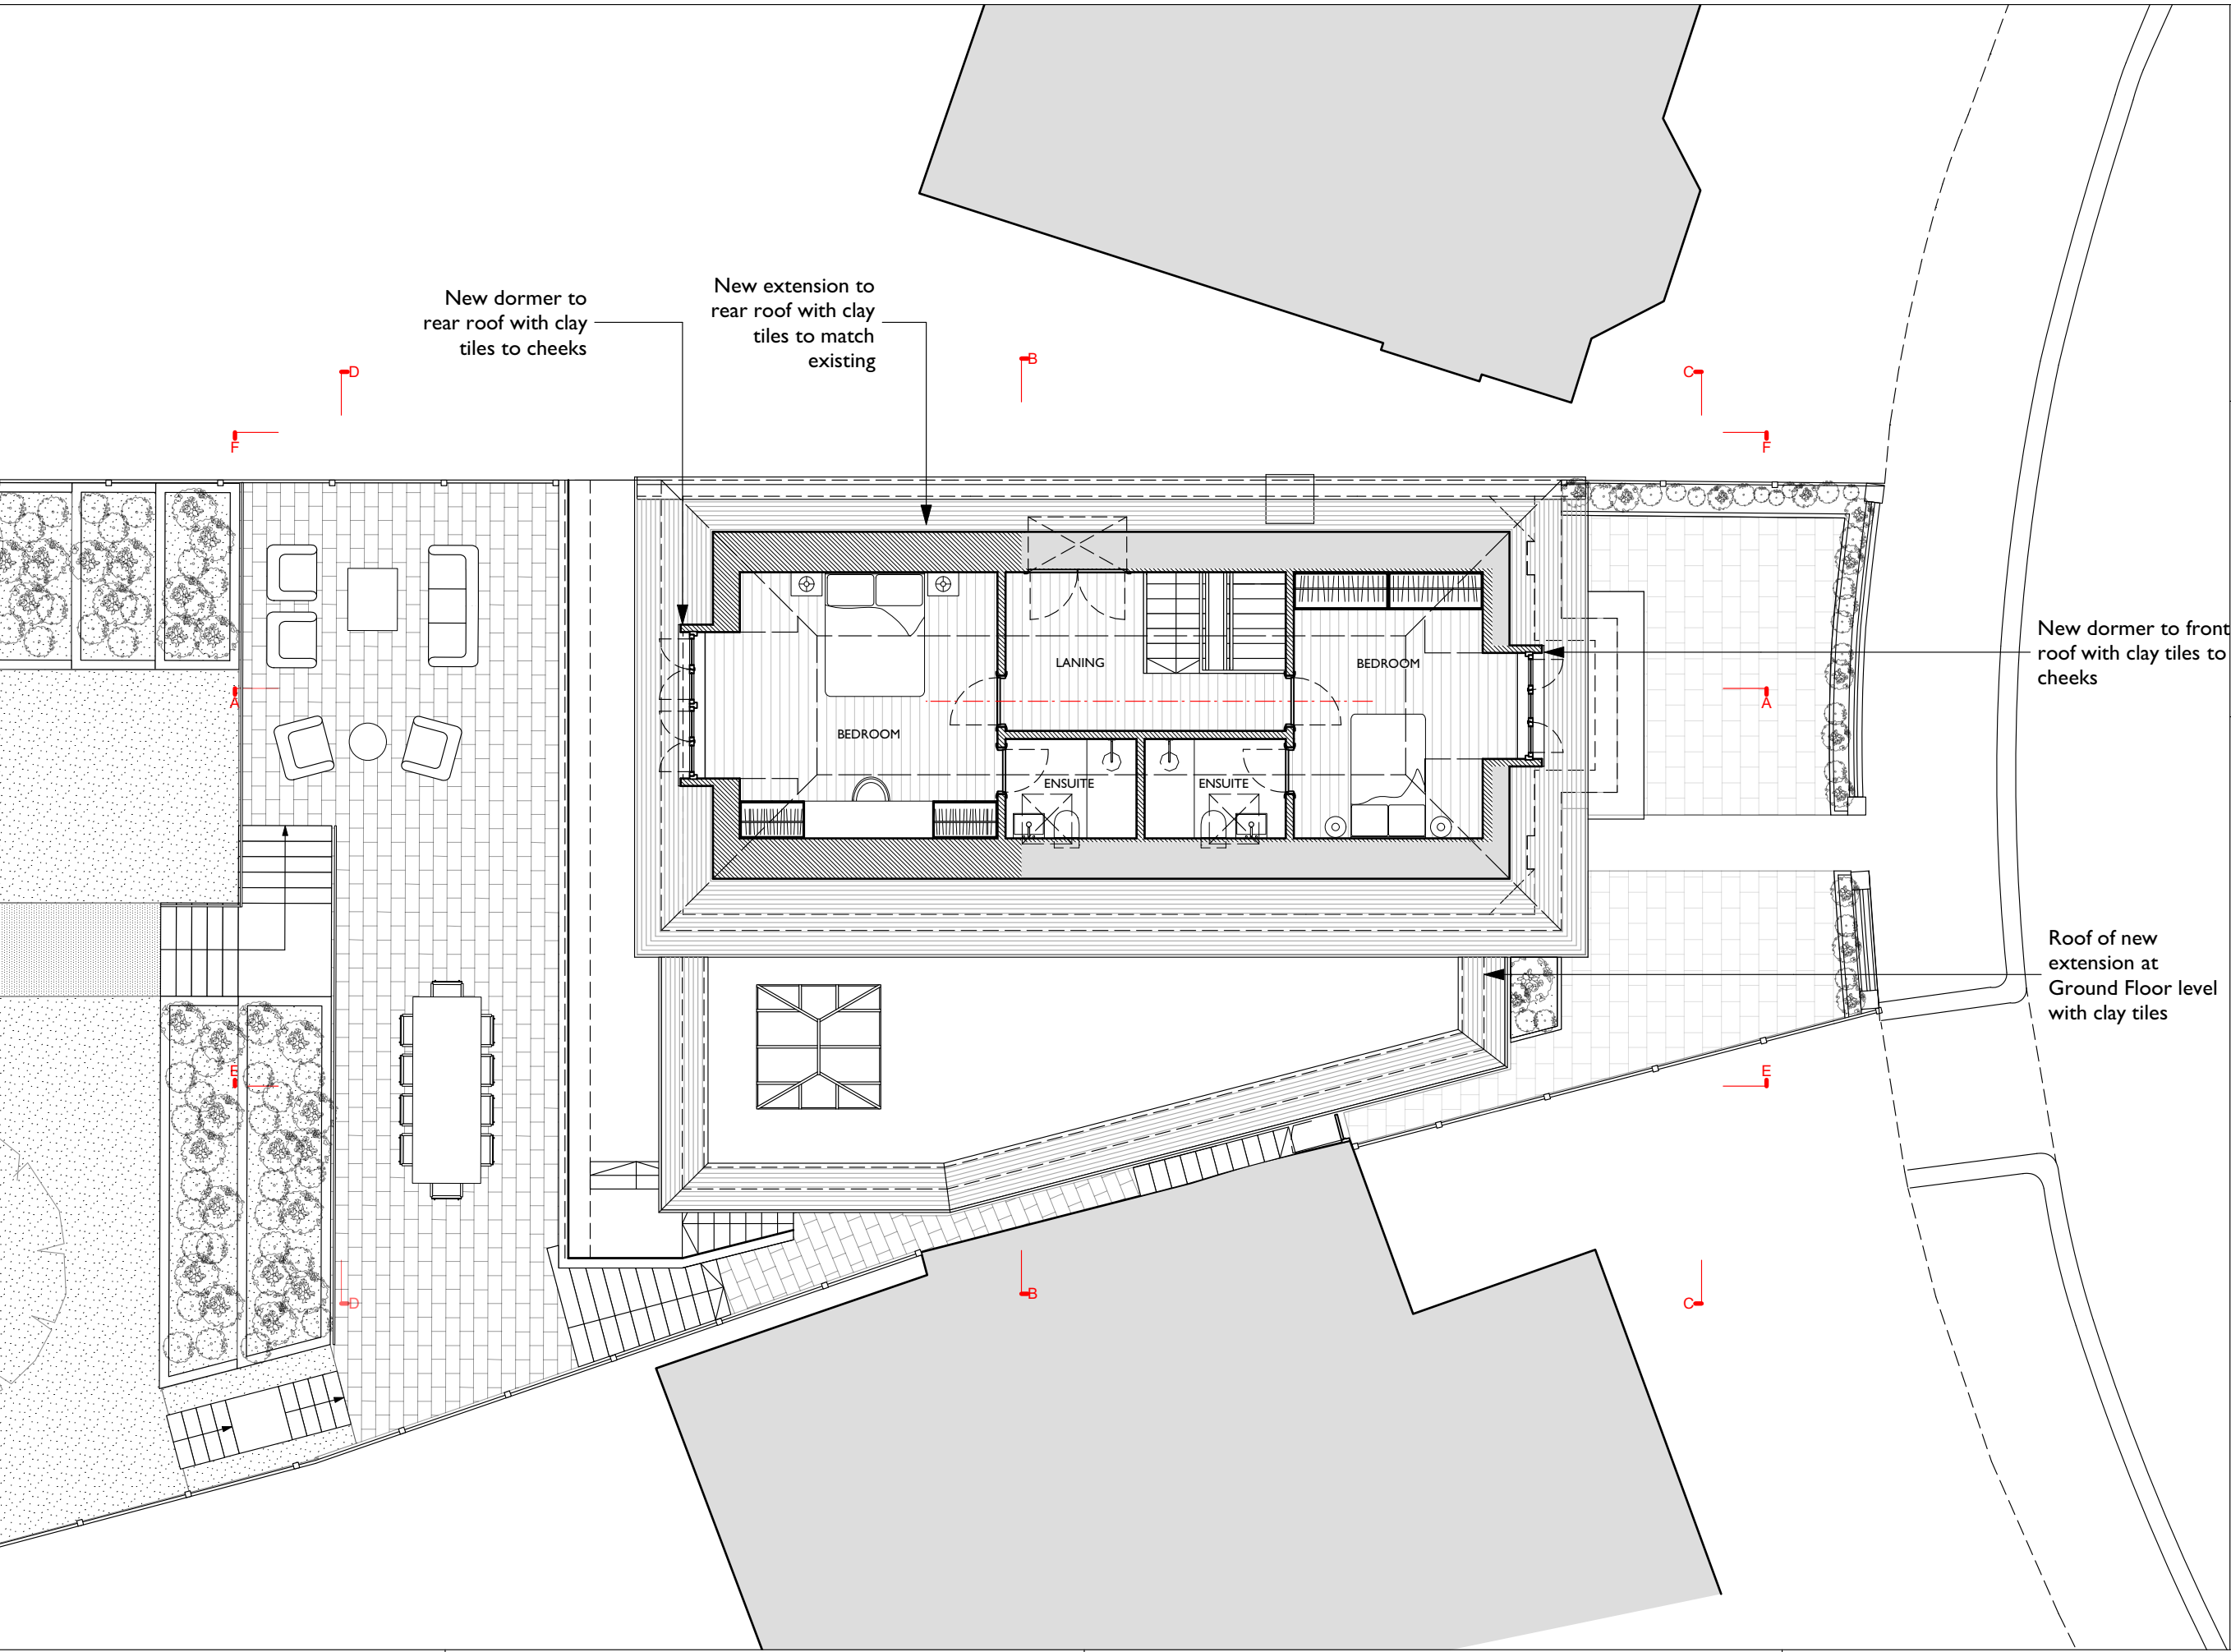 New extension to
rear roof with clay
tiles to match
existing
New dormer to
rear roof with clay
tiles to cheeks
B
D
C
F
F
New dormer to front
roof with clay tiles to
cheeks
LANING
BEDROOM
A
A
BEDROOM
ENSUITE
ENSUITE
Roof of new
extension at
Ground Floor level
with clay tiles
E
E
B
D
C